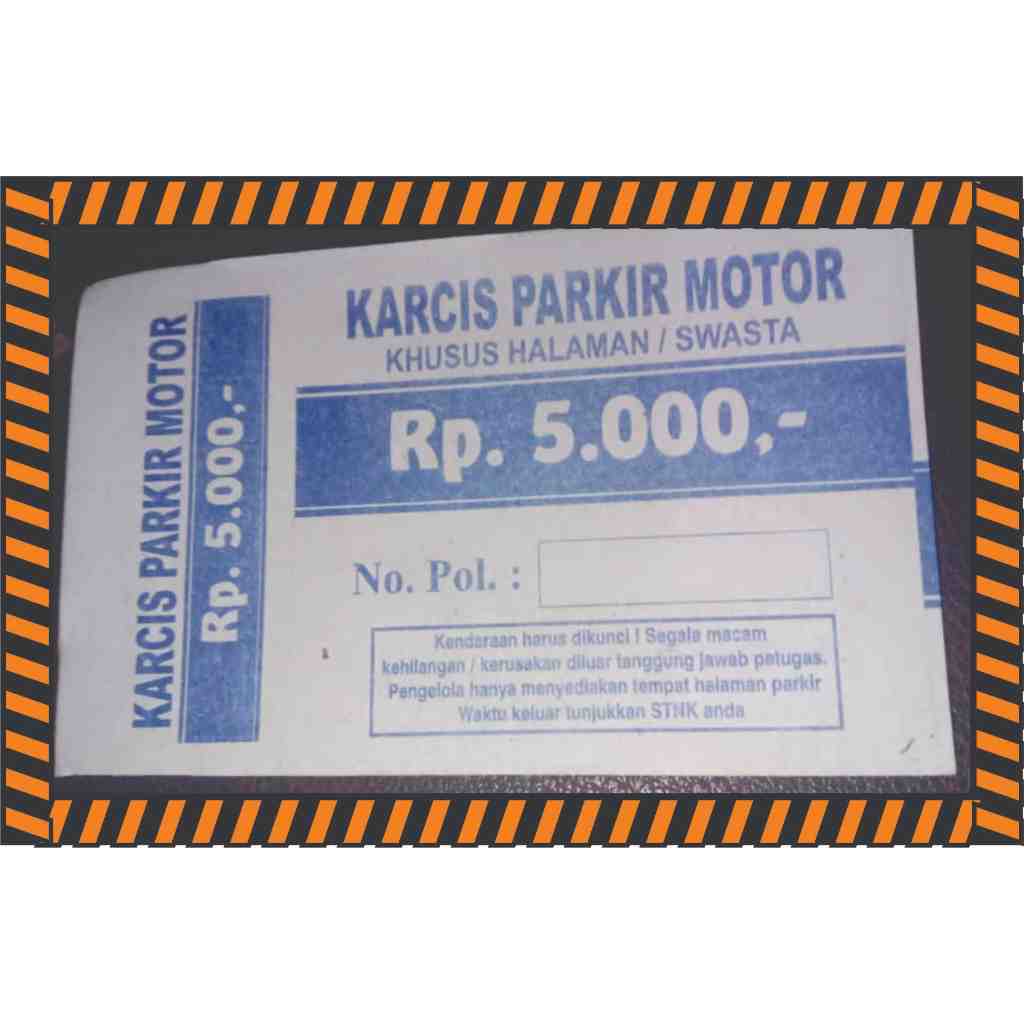 KARCIS PARKIR MOTOR
Rp. 5.000,-
KARCIS PARKIR MOTOR
KHUSUS HALAMAN / SWASTA
Rp. 5.000,-
No. Pol. :
Kendaraan harus dikunci ! Segala macam
kehilangan / kerusakan diluar tanggung jawab petugas.
Pengelola hanya menyediakan tempat halaman parkir
Waktu keluar tunjukkan STNK anda